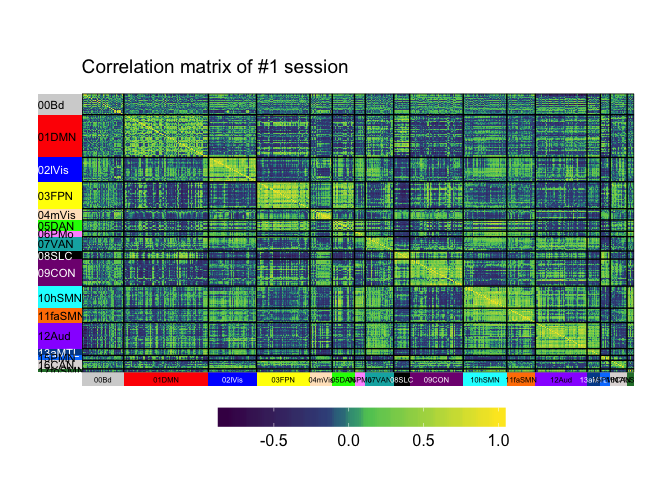 Correlation matrix of #1 session
00Bd
01DMN
02lVis
03FPN
04mVis
05DAN
06PMo
07VAN
08SLC
09CON
10hSMN
11faSMN
12Aud
13aMTL
00Bd 01DMN 02lVis 03FPN 04mVis 05DAN 07VAN 08SLC 09CON 10hSMN 11faSMN 12Aud
-0.5 0.0 0.5 1.0